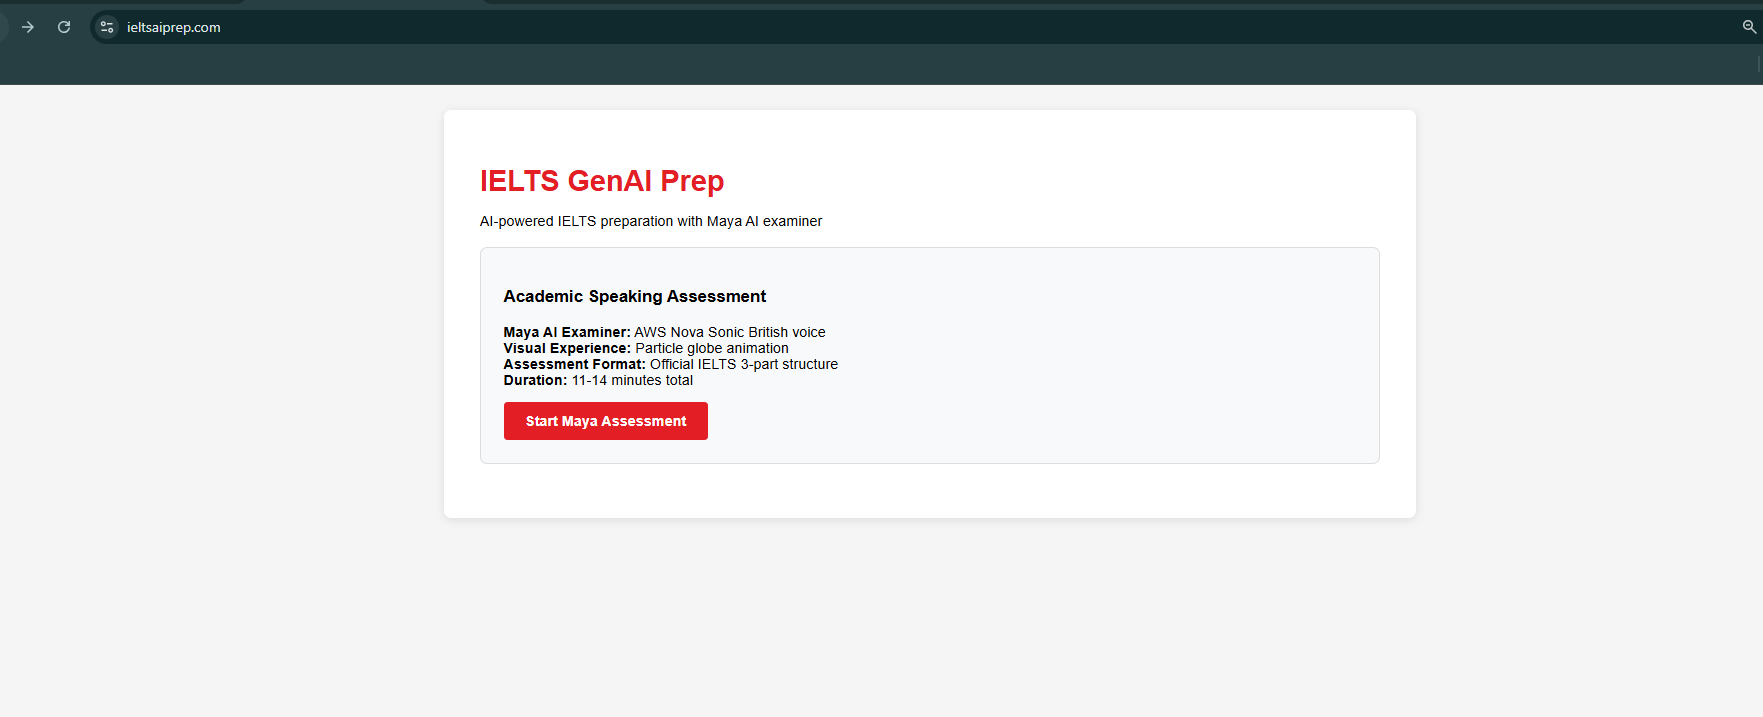 ieltsaiprep.com
IELTS GenAI Prep
AI-powered IELTS preparation with Maya AI examiner
Academic Speaking Assessment
Maya AI Examiner: AWS Nova Sonic British voice
Visual Experience: Particle globe animation
Assessment Format: Official IELTS 3-part structure
Duration: 11-14 minutes total
Start Maya Assessment